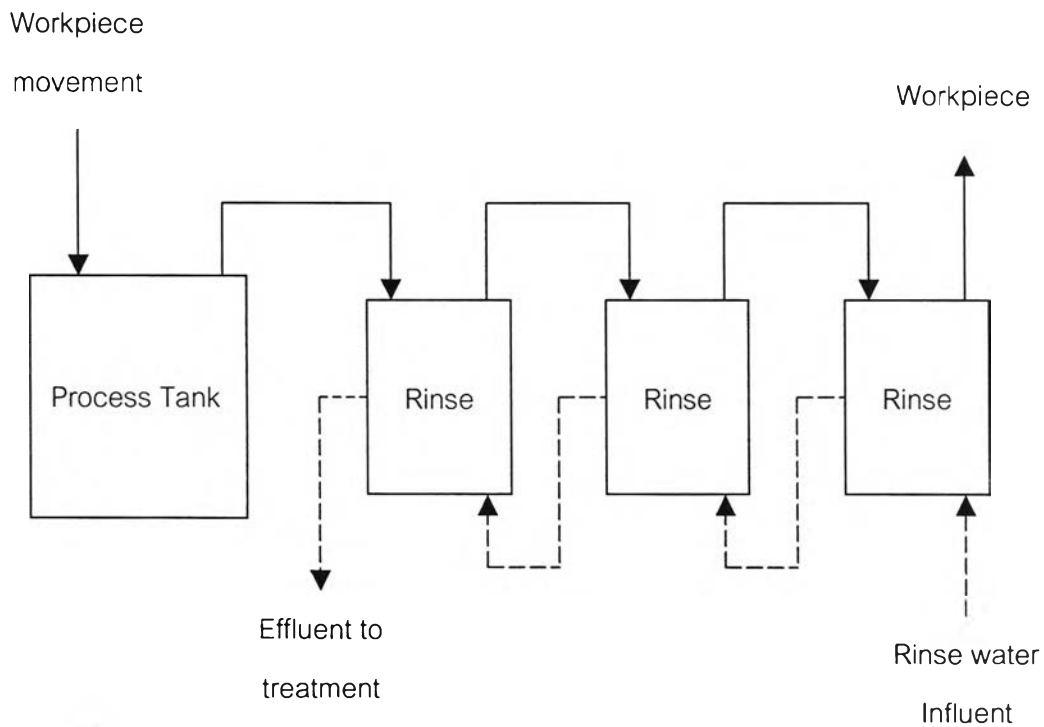 Workpiece
movement
Workpiece
Process Tank
Rinse
Rinse
Rinse
Effluent to
treatment
Rinse water
Influent